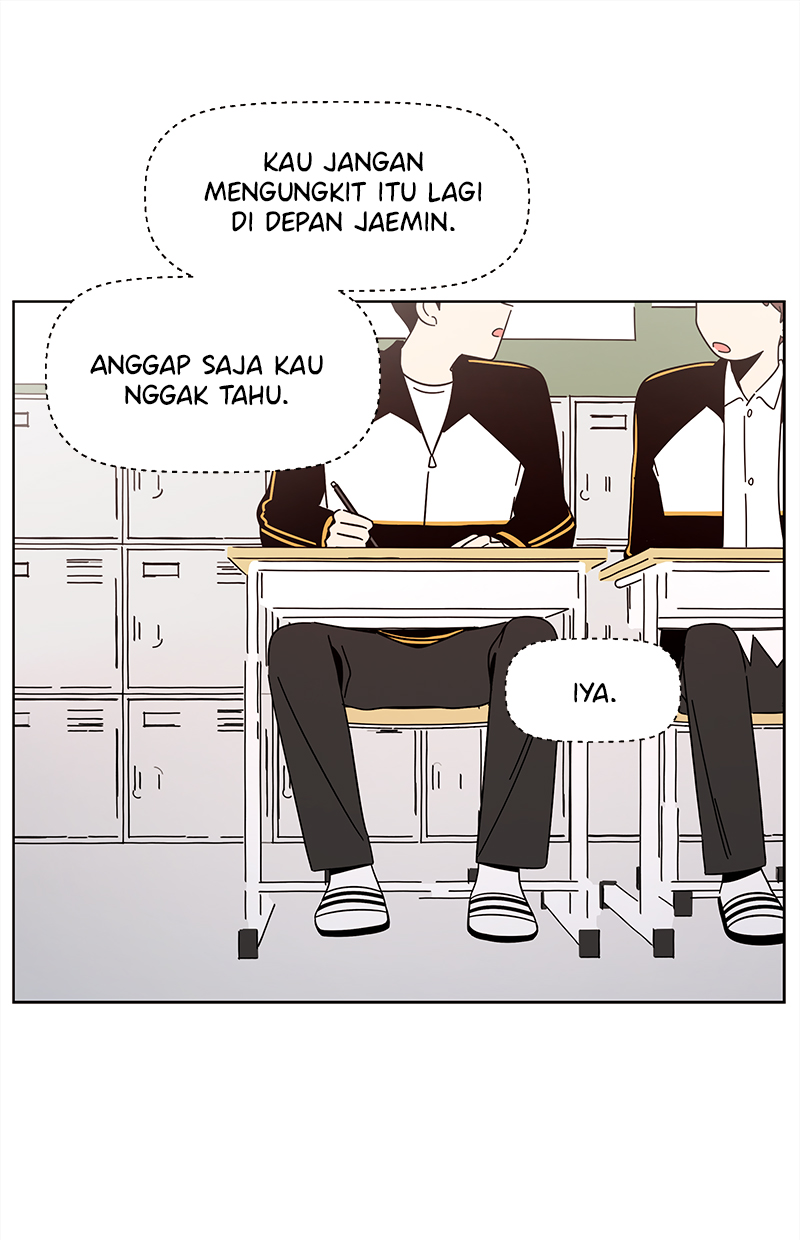 KAU JANGAN
MENGUNGKIT ITU LAGI
DI DEPAN JAEMIN.
ANGGAP SAJA KAU
NGGAK TAHU.
IYA.